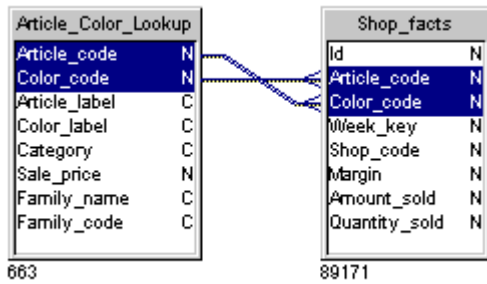 Article_Color_Lookup
Article_code N
Color_code N
Article_label C
Color_label C
Category C
Sale_price N
Family_name C
Family_code C
663
Shop_facts
Id N
Article_code N
Color_code N
Week_key N
Shop_code N
Margin N
Amount_sold N
Quantity_sold N
89171